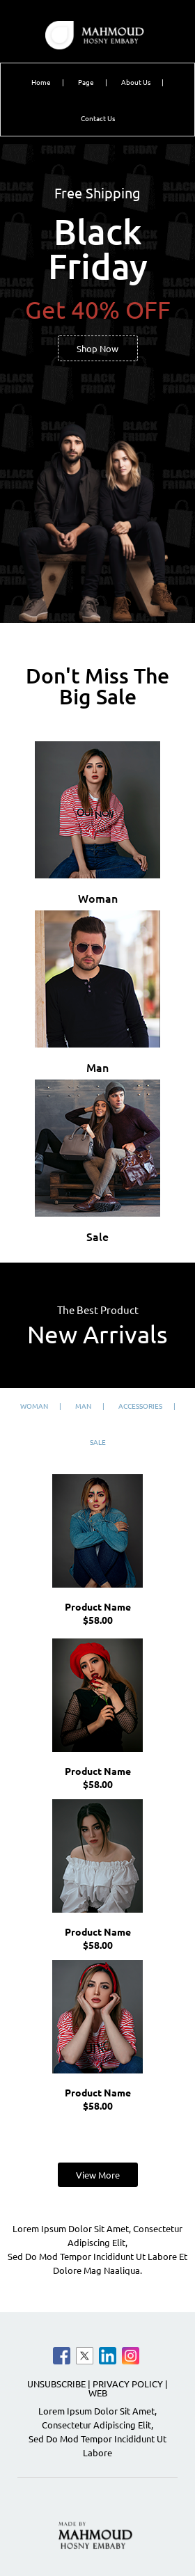 MAHMOUD
HOSNY EMBABY
Home | Page | About Us |
Contact Us
Free Shipping
Black
Friday
Get 40% OFF
Shop Now
Don't Miss The
Big Sale
Woman
Man
Sale
The Best Product
New Arrivals
WOMAN | MAN | ACCESSORIES |
SALE
Product Name
$58.00
Product Name
$58.00
Product Name
$58.00
Product Name
$58.00
View More
Lorem Ipsum Dolor Sit Amet, Consectetur
Adipiscing Elit,
Sed Do Mod Tempor Incididunt Ut Labore Et
Dolore Mag Naaliqua.
UNSUBSCRIBE | PRIVACY POLICY |
WEB
Lorem Ipsum Dolor Sit Amet,
Consectetur Adipiscing Elit,
Sed Do Mod Tempor Incididunt Ut
Labore
MADE BY
MAHMOUD
HOSNY EMBABY